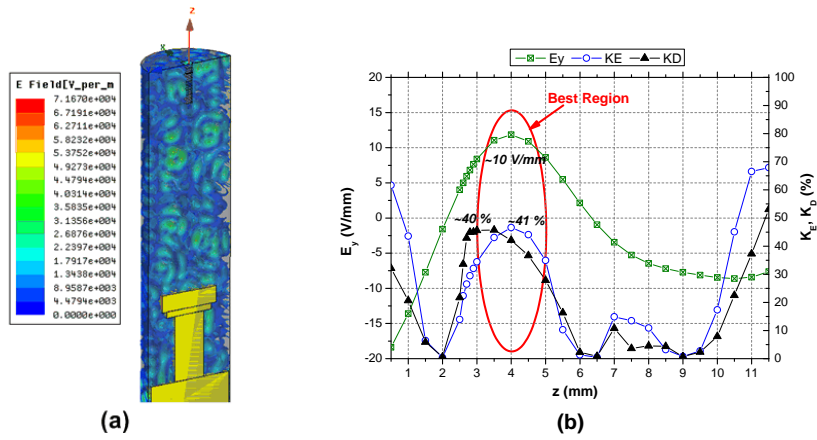 z
x
E Field[V_per_m
7.1670e+004
6.7191e+004
6.2711e+004
5.8232e+004
5.3752e+004
4.9273e+004
4.4794e+004
4.0314e+004
3.5835e+004
3.1356e+004
2.6876e+004
2.2397e+004
1.7917e+004
1.3438e+004
8.9587e+003
4.4794e+003
0.0000e+000
(a)
Ey KE KD
Best Region
~10 V/mm
~40 %
~41 %
20
15
10
5
0
-5
-10
-15
-20
E_y (V/mm)
100
90
80
70
60
50
40
30
20
10
0
K_E, K_D (%)
1 2 3 4 5 6 7 8 9 10 11
z (mm)
(b)